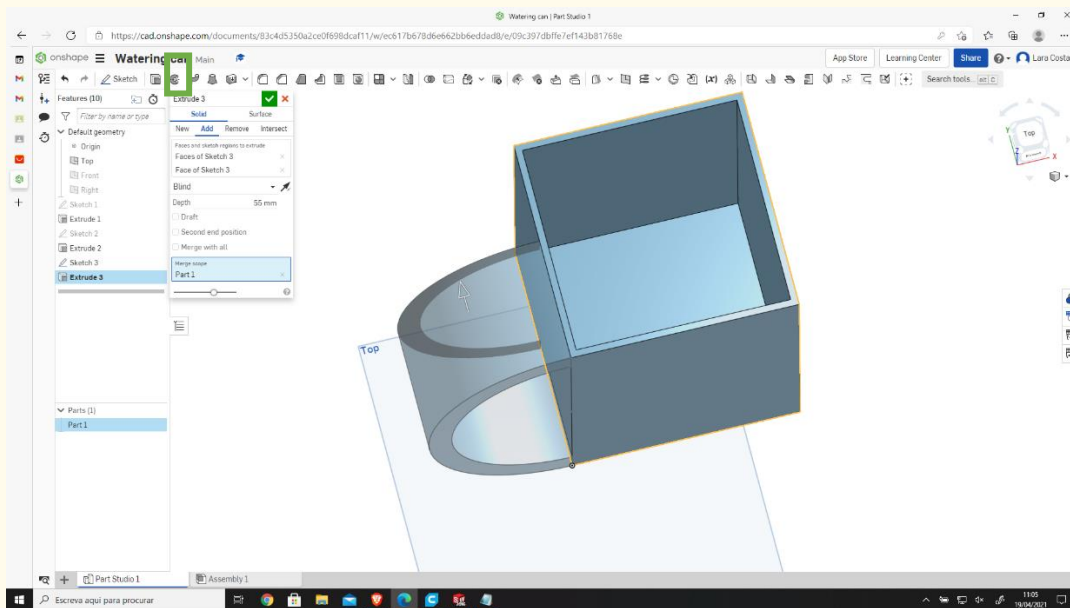 Watering can | Part Studio 1
https://cad.onshape.com/documents/83c4d5350a2ce0f698dcaf11/w/ec617b678d6e662bb6eddad8/e/09c397dbffe7ef143b81768e
onshape Watering can Main
App Store Learning Center Share Lara Costa
Sketch Search tools... alt C
Features (10)
Filter by name or type
Default geometry
Origin
Top
Front
Right
Sketch 1
Extrude 1
Sketch 2
Extrude 2
Sketch 3
Extrude 3
Extrude 3
Solid Surface
New Add Remove Intersect
Faces and sketch regions to extrude
Faces of Sketch 3
Face of Sketch 3
Blind
Depth 55 mm
Draft
Second end position
Merge with all
Merge scope
Part 1
Top
Top
Y
Z
X
Parts (1)
Part 1
Part Studio 1 Assembly 1
Escreva aqui para procurar
11:05
19/04/2021